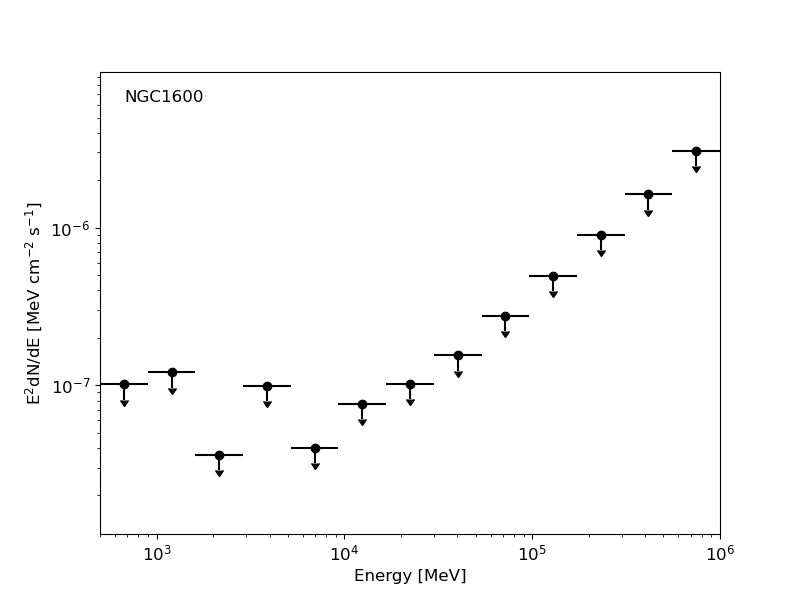 NGC1600
E²dN/dE [MeV cm⁻² s⁻¹]
10⁻⁶
10⁻⁷
10³ 10⁴ 10⁵ 10⁶
Energy [MeV]